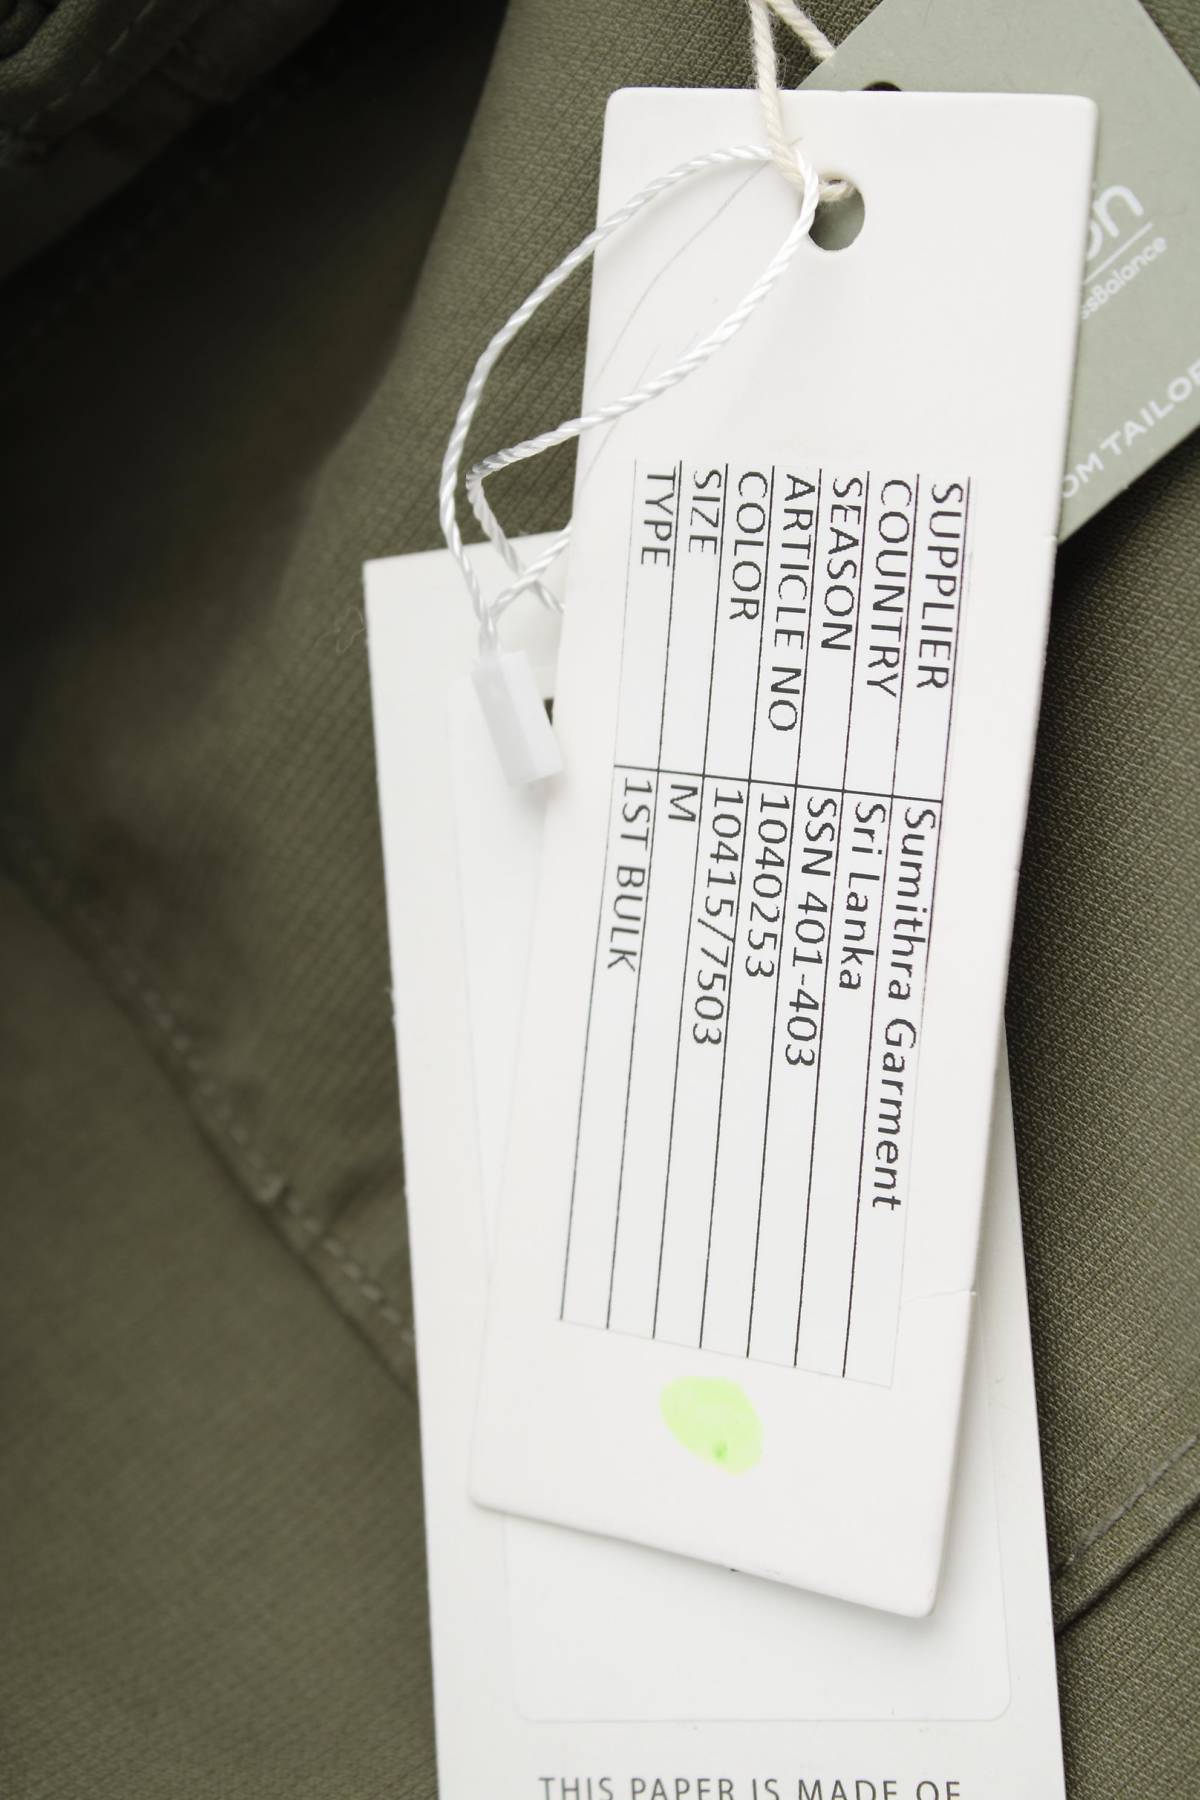 SUPPLIER Sumithra Garment
COUNTRY Sri Lanka
SEASON SSN 401-403
ARTICLE NO 1040253
COLOR 10415/7503
SIZE M
TYPE 1ST BULK
THIS PAPER IS MADE OF
TAILOR